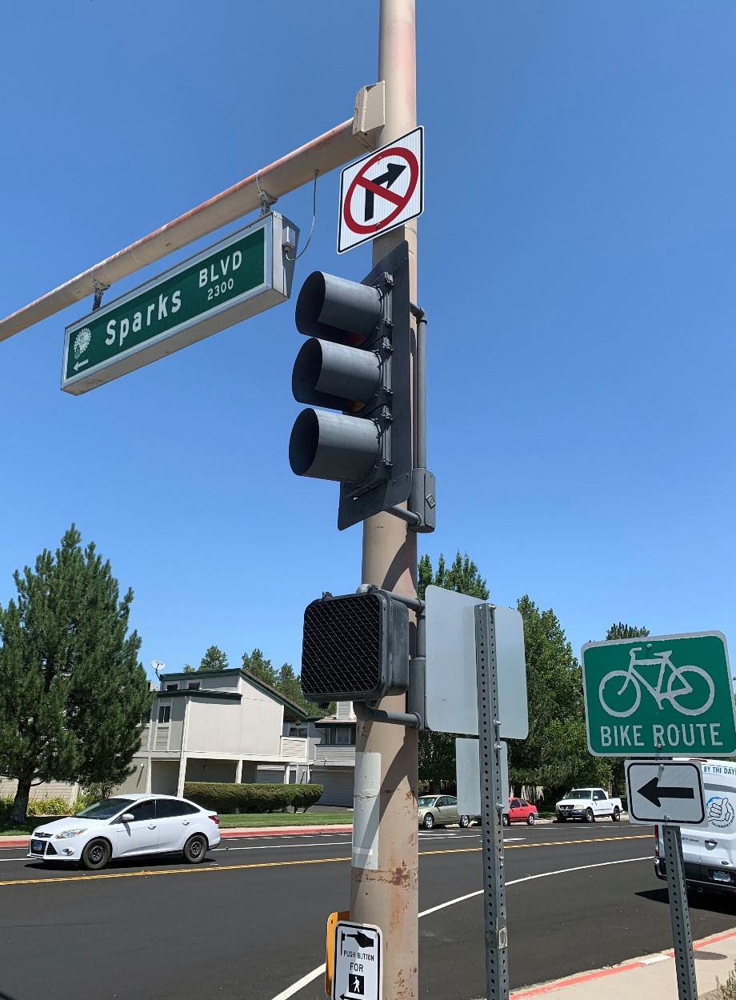 Sparks BLVD
2300
BIKE ROUTE
BY THE DAY!
PUSH BUTTON
FOR